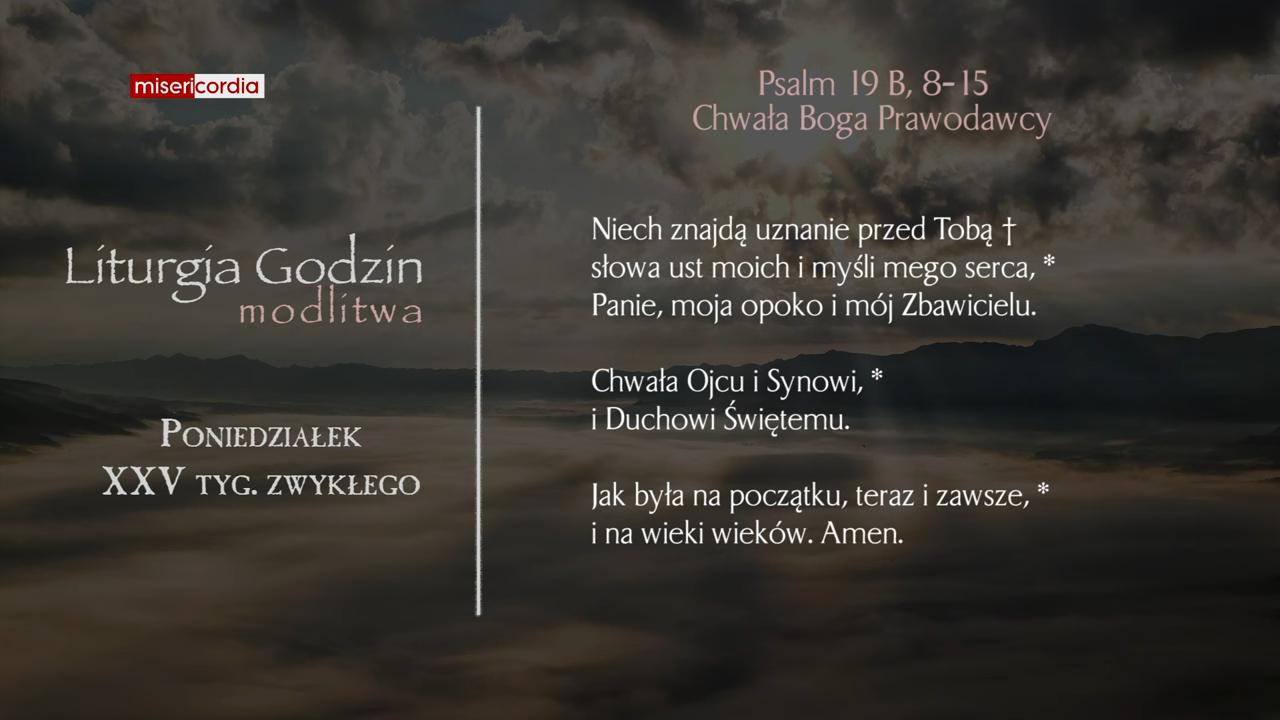 misericordia
Liturgia Godzin
modlitwa
Poniedziałek
XXV tyg. zwykłego
Psalm 19 B, 8-15
Chwała Boga Prawodawcy
Niech znajdą uznanie przed Tobą †
słowa ust moich i myśli mego serca, *
Panie, moja opoko i mój Zbawicielu.
Chwała Ojcu i Synowi, *
i Duchowi Świętemu.
Jak była na początku, teraz i zawsze, *
i na wieki wieków. Amen.